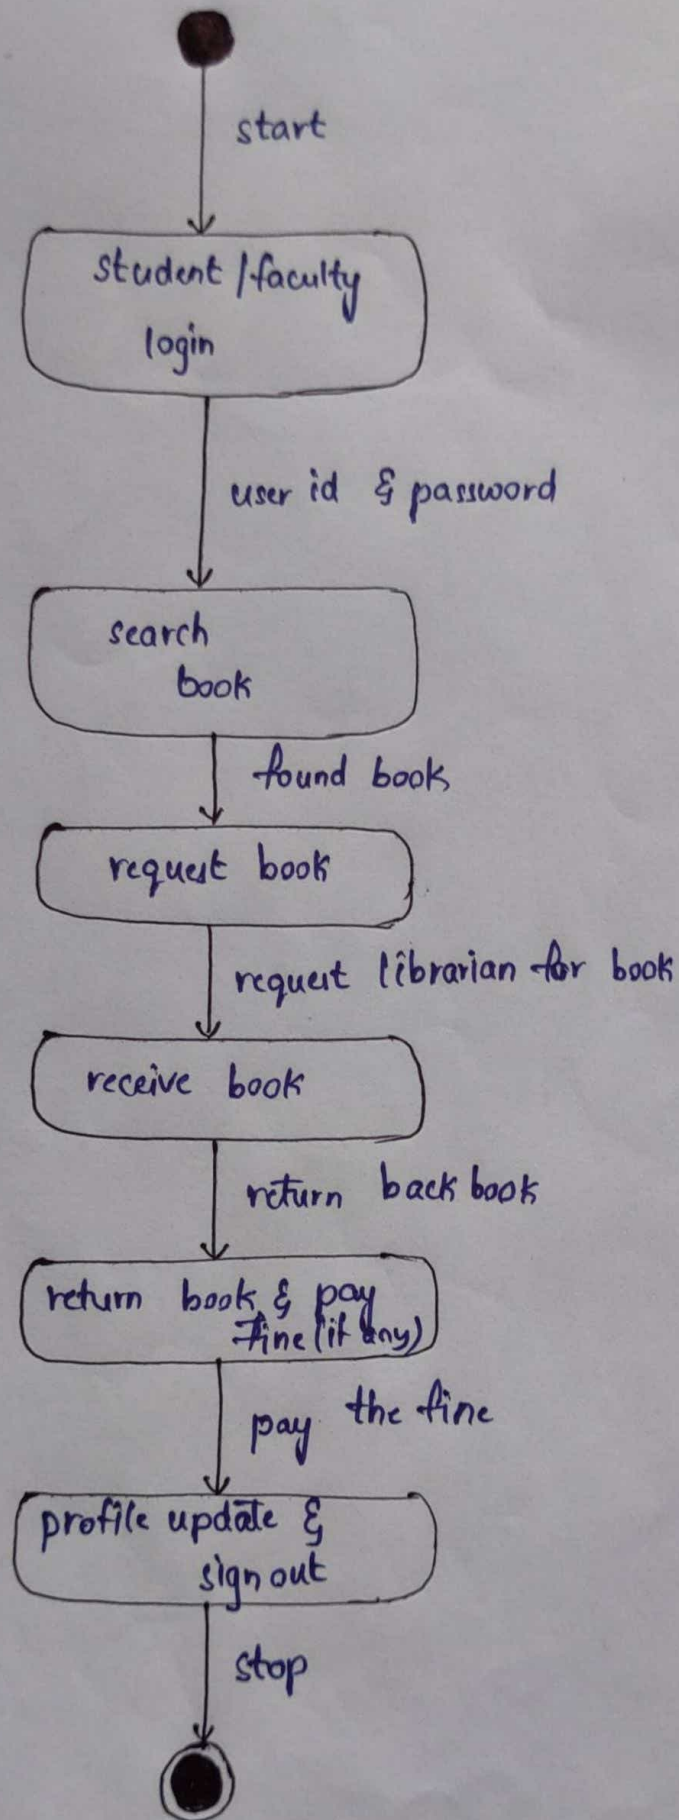 start
student/faculty
login
user id & password
search
book
found book
request book
request librarian for book
receive book
return back book
return book & pay
Fine (if any)
pay the fine
profile update &
sign out
stop